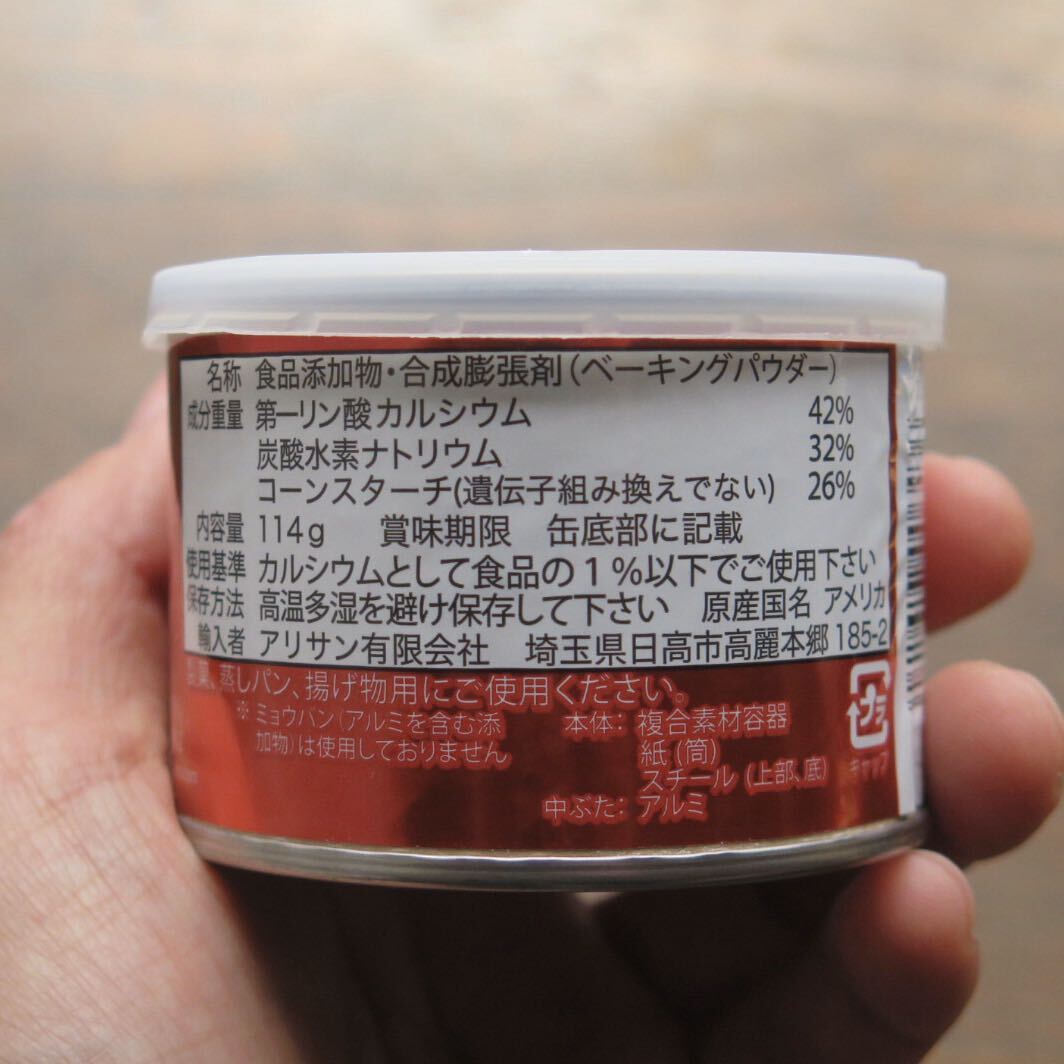 名称 食品添加物・合成膨張剤(ベーキングパウダー)
成分重量 第一リン酸カルシウム 42%
炭酸水素ナトリウム 32%
コーンスターチ(遺伝子組み換えでない) 26%
内容量 114g 賞味期限 缶底部に記載
使用基準 カルシウムとして食品の1%以下でご使用下さい
保存方法 高温多湿を避け保存して下さい 原産国名 アメリカ
輸入者 アリサン有限会社 埼玉県日高市高麗本郷185-2
製菓、蒸しパン、揚げ物用にご使用ください。
※ミョウバン(アルミを含む添
加物)は使用しておりません
本体: 複合素材容器
紙(筒)
スチール(上部、底)
中ぶた: アルミ
プラ
キャップ